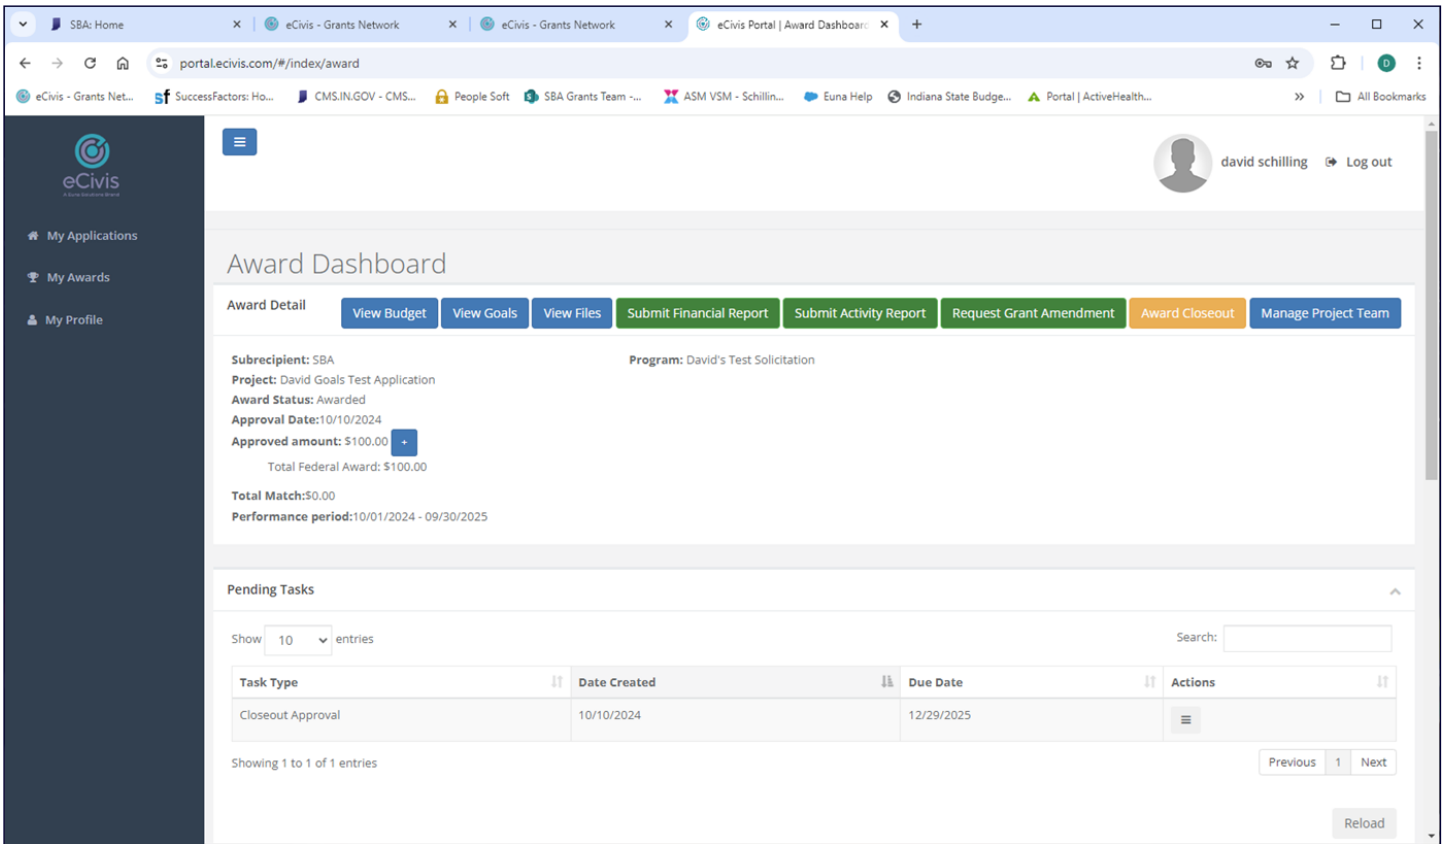 SBA: Home
eCivis - Grants Network
eCivis - Grants Network
eCivis Portal | Award Dashboard
portal.ecivis.com/#/index/award
eCivis - Grants Net...
SuccessFactors: Ho...
CMS.IN.GOV - CMS...
People Soft
SBA Grants Team -...
ASM VSM - Schillin...
Euna Help
Indiana State Budge...
Portal | ActiveHealth...
All Bookmarks
eCivis
david schilling
Log out
My Applications
My Awards
My Profile
Award Dashboard
Award Detail
View Budget
View Goals
View Files
Submit Financial Report
Submit Activity Report
Request Grant Amendment
Award Closeout
Manage Project Team
Subrecipient: SBA
Program: David's Test Solicitation
Project: David Goals Test Application
Award Status: Awarded
Approval Date:10/10/2024
Approved amount: $100.00 +
Total Federal Award: $100.00
Total Match:$0.00
Performance period:10/01/2024 - 09/30/2025
Pending Tasks
Show 10 entries
Search:
Task Type Date Created Due Date Actions
Closeout Approval 10/10/2024 12/29/2025
Showing 1 to 1 of 1 entries
Previous 1 Next
Reload